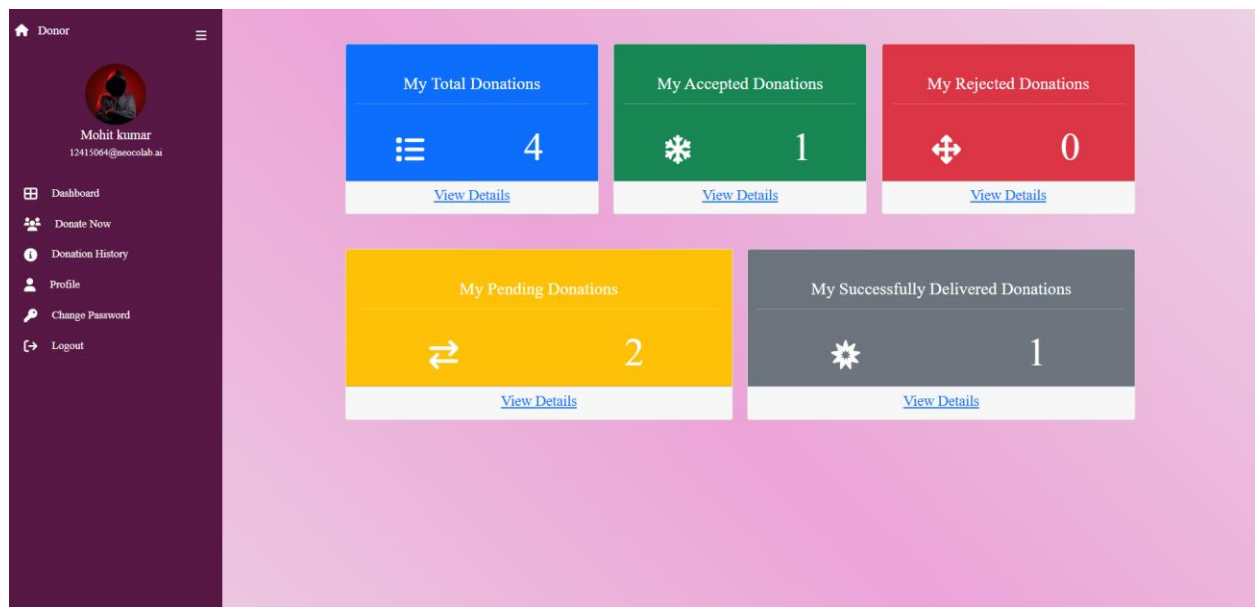 Donor
Mohit kumar
12415064@neocolab.ai
Dashboard
Donate Now
Donation History
Profile
Change Password
Logout
My Total Donations
4
View Details
My Accepted Donations
1
View Details
My Rejected Donations
0
View Details
My Pending Donations
2
View Details
My Successfully Delivered Donations
1
View Details